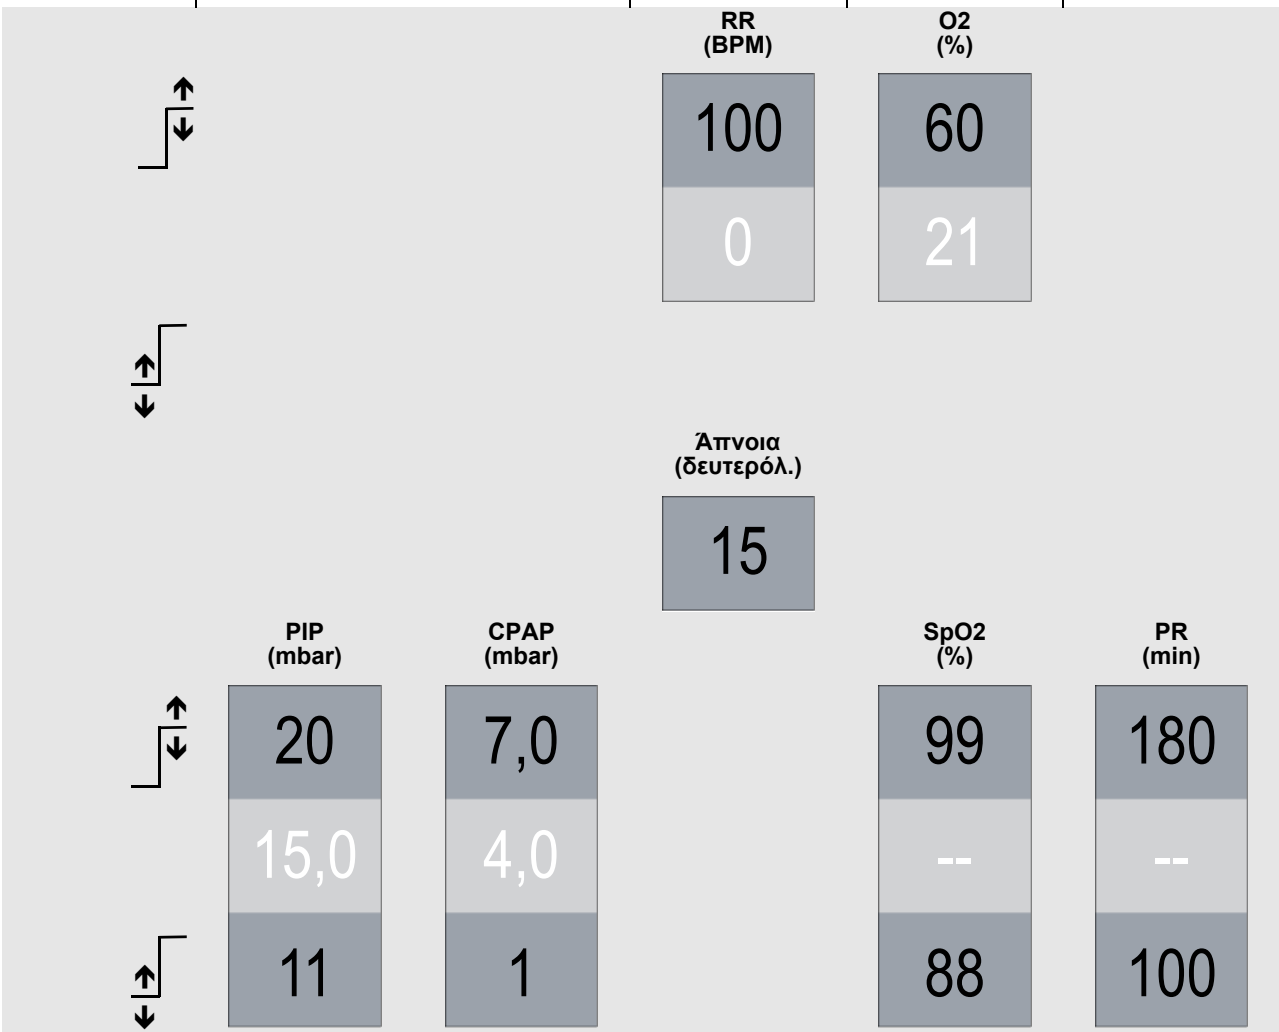 RR
(BPM)
O2
(%)
100
60
0
21
Άπνοια
(δευτερόλ.)
15
PIP
(mbar)
CPAP
(mbar)
SpO2
(%)
PR
(min)
20
7,0
99
180
15,0
4,0
--
--
11
1
88
100